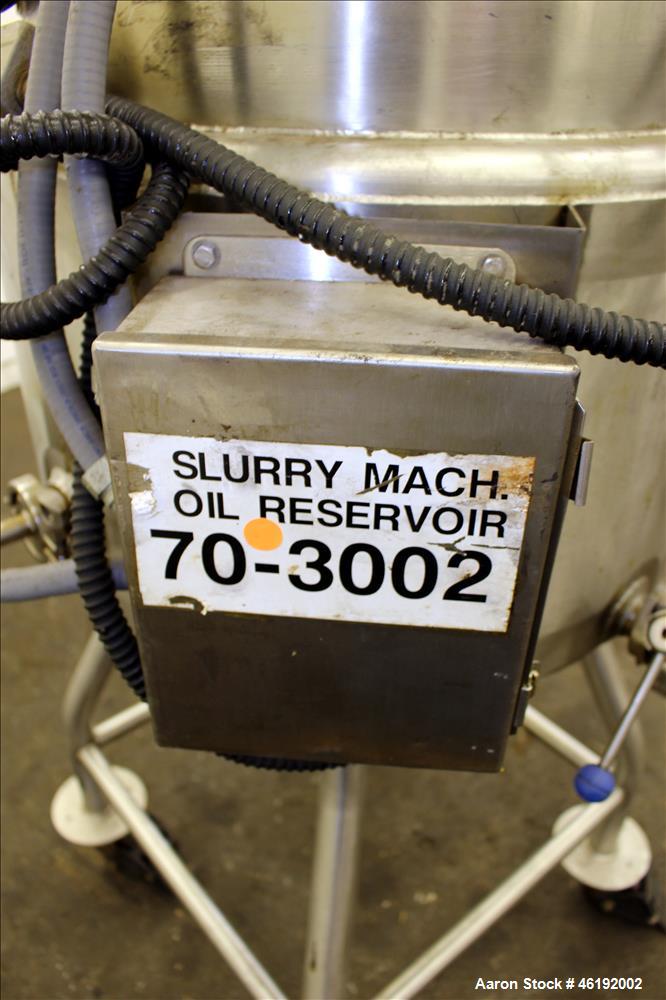 SLURRY MACH.
OIL RESERVOIR
70-3002
Aaron Stock # 46192002